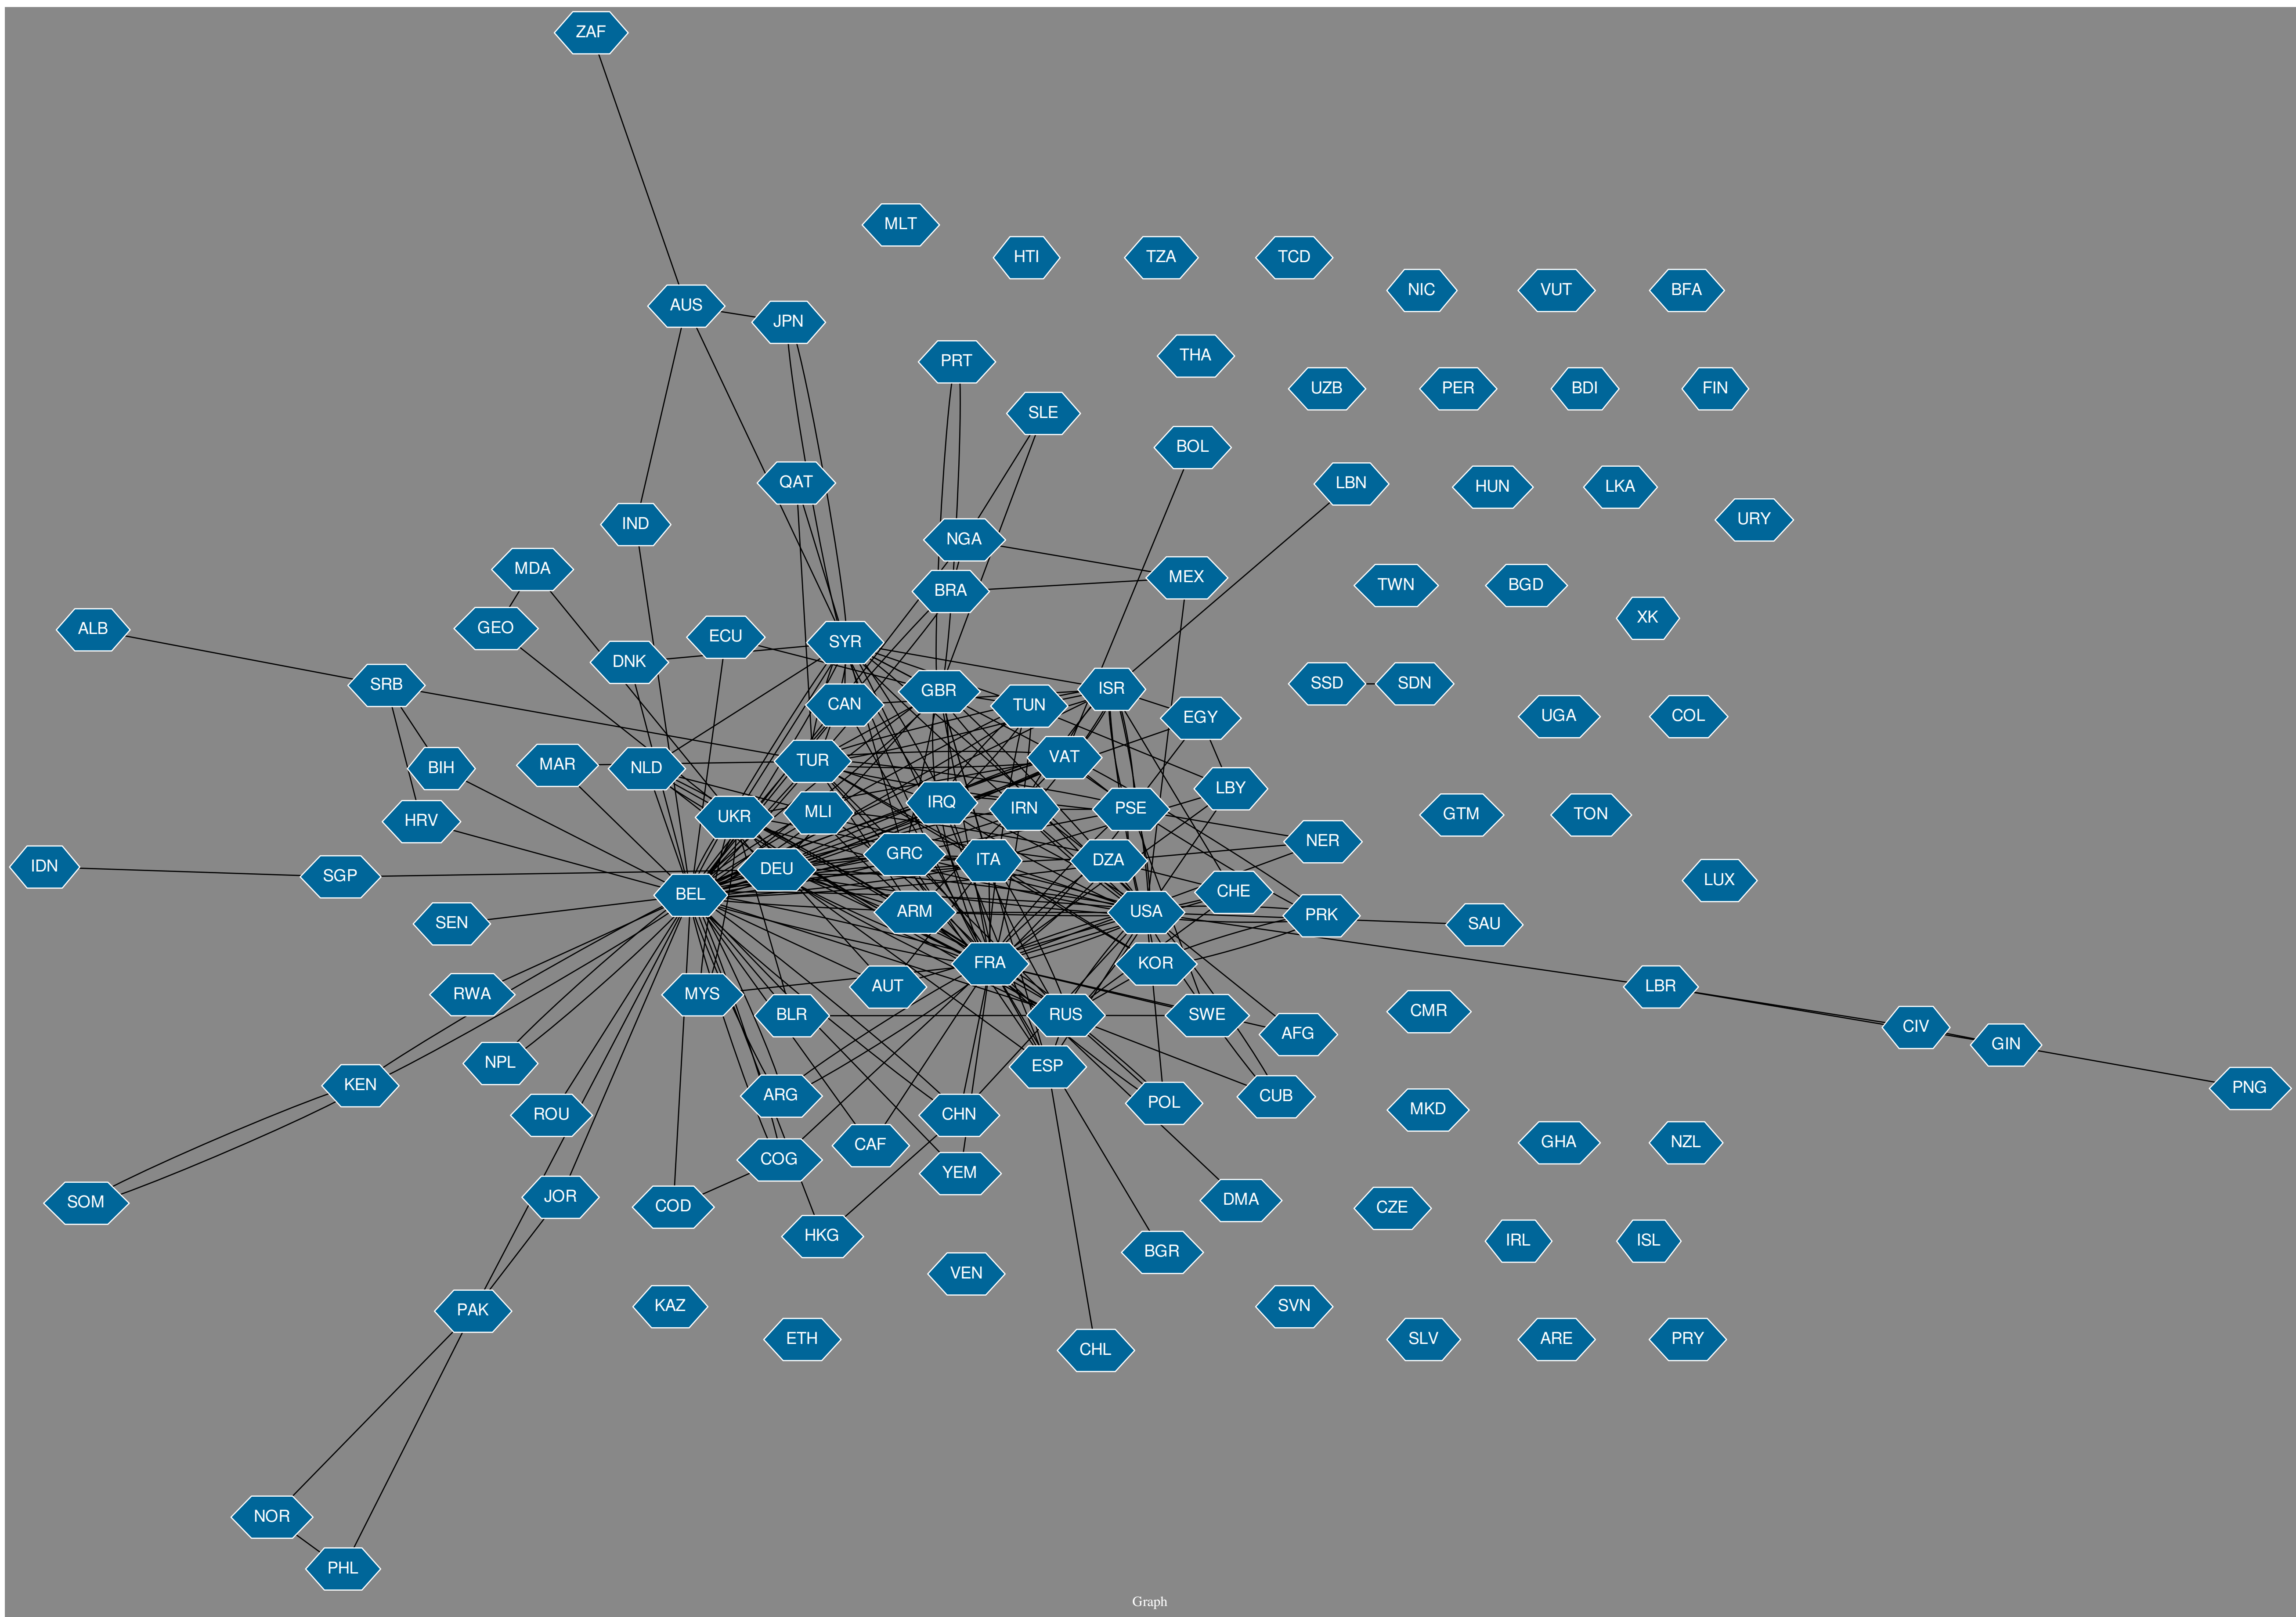 ZAF
MLT
HTI
TZA
TCD
NIC
VUT
BFA
AUS
JPN
PRT
THA
UZB
PER
BDI
FIN
SLE
BOL
QAT
LBN
HUN
LKA
URY
IND
NGA
MDA
BRA
MEX
TWN
BGD
XK
ALB
GEO
ECU
SYR
DNK
SRB
CAN
GBR
TUN
ISR
EGY
SSD
SDN
UGA
COL
BIH
MAR
NLD
TUR
VAT
LBY
HRV
UKR
MLI
IRQ
IRN
PSE
GTM
TON
NER
IDN
SGP
BEL
DEU
GRC
ITA
DZA
CHE
LUX
SEN
ARM
USA
PRK
SAU
RWA
MYS
AUT
FRA
KOR
LBR
BLR
RUS
SWE
AFG
CMR
CIV
GIN
NPL
KEN
ESP
PNG
ROU
ARG
CHN
POL
CUB
MKD
CAF
GHA
NZL
SOM
JOR
COD
COG
YEM
DMA
CZE
HKG
BGR
IRL
ISL
VEN
PAK
KAZ
SVN
ETH
CHL
SLV
ARE
PRY
NOR
PHL
Graph